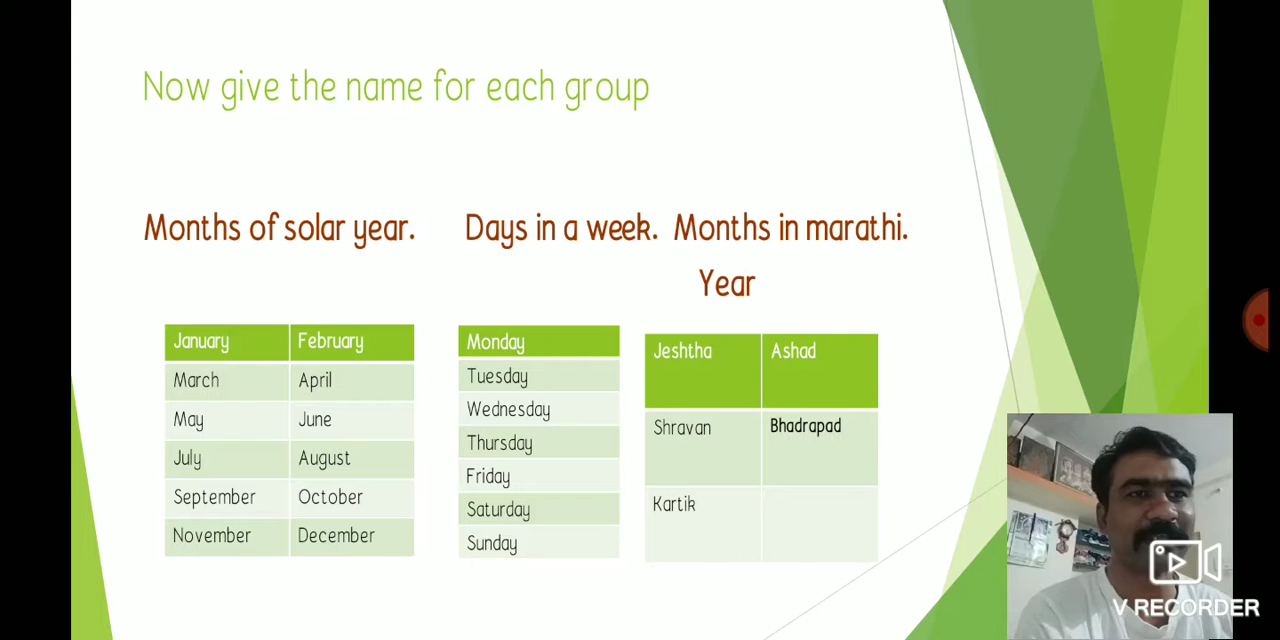 Now give the name for each group
Months of solar year. Days in a week. Months in marathi.
Year
January February
March April
May June
July August
September October
November December
Monday
Tuesday
Wednesday
Thursday
Friday
Saturday
Sunday
Jeshtha Ashad
Shravan Bhadrapad
Kartik
V RECORDER